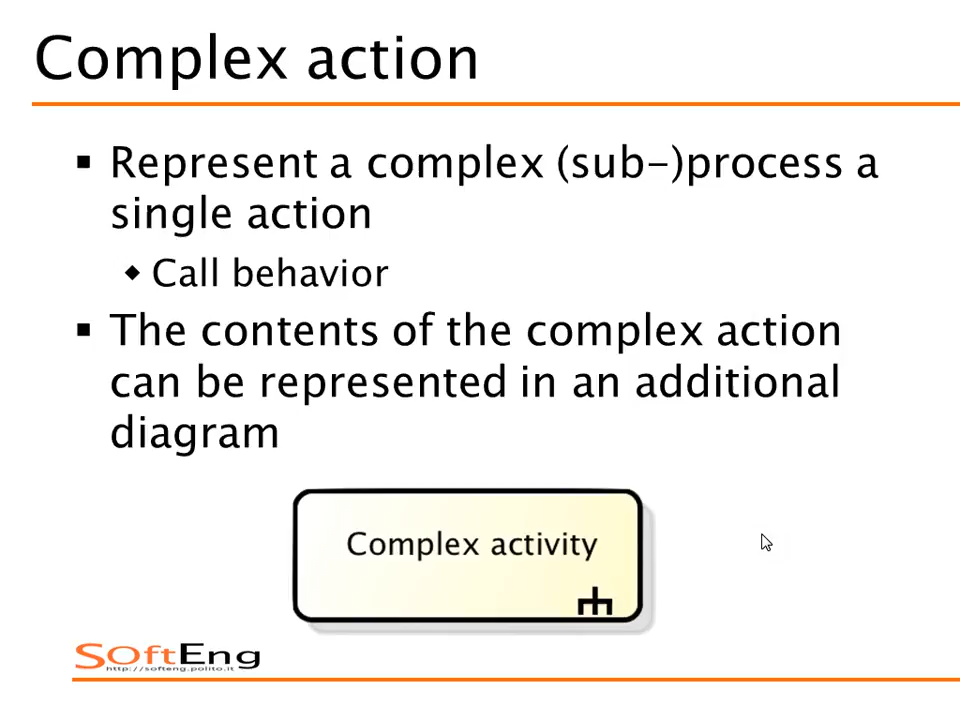 Complex action
Represent a complex (sub-)process a
single action
Call behavior
The contents of the complex action
can be represented in an additional
diagram
Complex activity
SoftEng
http://softeng.polito.it